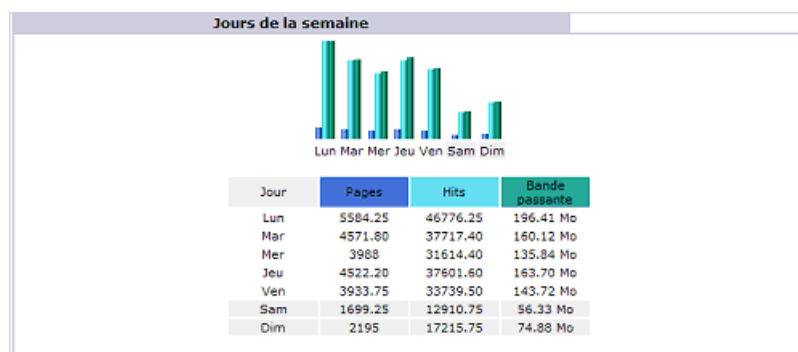 Jours de la semaine
Lun Mar Mer Jeu Ven Sam Dim
Jour Pages Hits Bande passante
Lun 5584.25 46776.25 196.41 Mo
Mar 4571.80 37717.40 160.12 Mo
Mer 3988 31614.40 135.84 Mo
Jeu 4522.20 37601.60 163.70 Mo
Ven 3933.75 33739.50 143.72 Mo
Sam 1699.25 12910.75 56.33 Mo
Dim 2195 17215.75 74.88 Mo